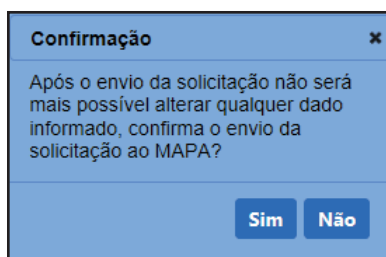 Confirmação
Após o envio da solicitação não será
mais possível alterar qualquer dado
informado, confirma o envio da
solicitação ao MAPA?
Sim Não